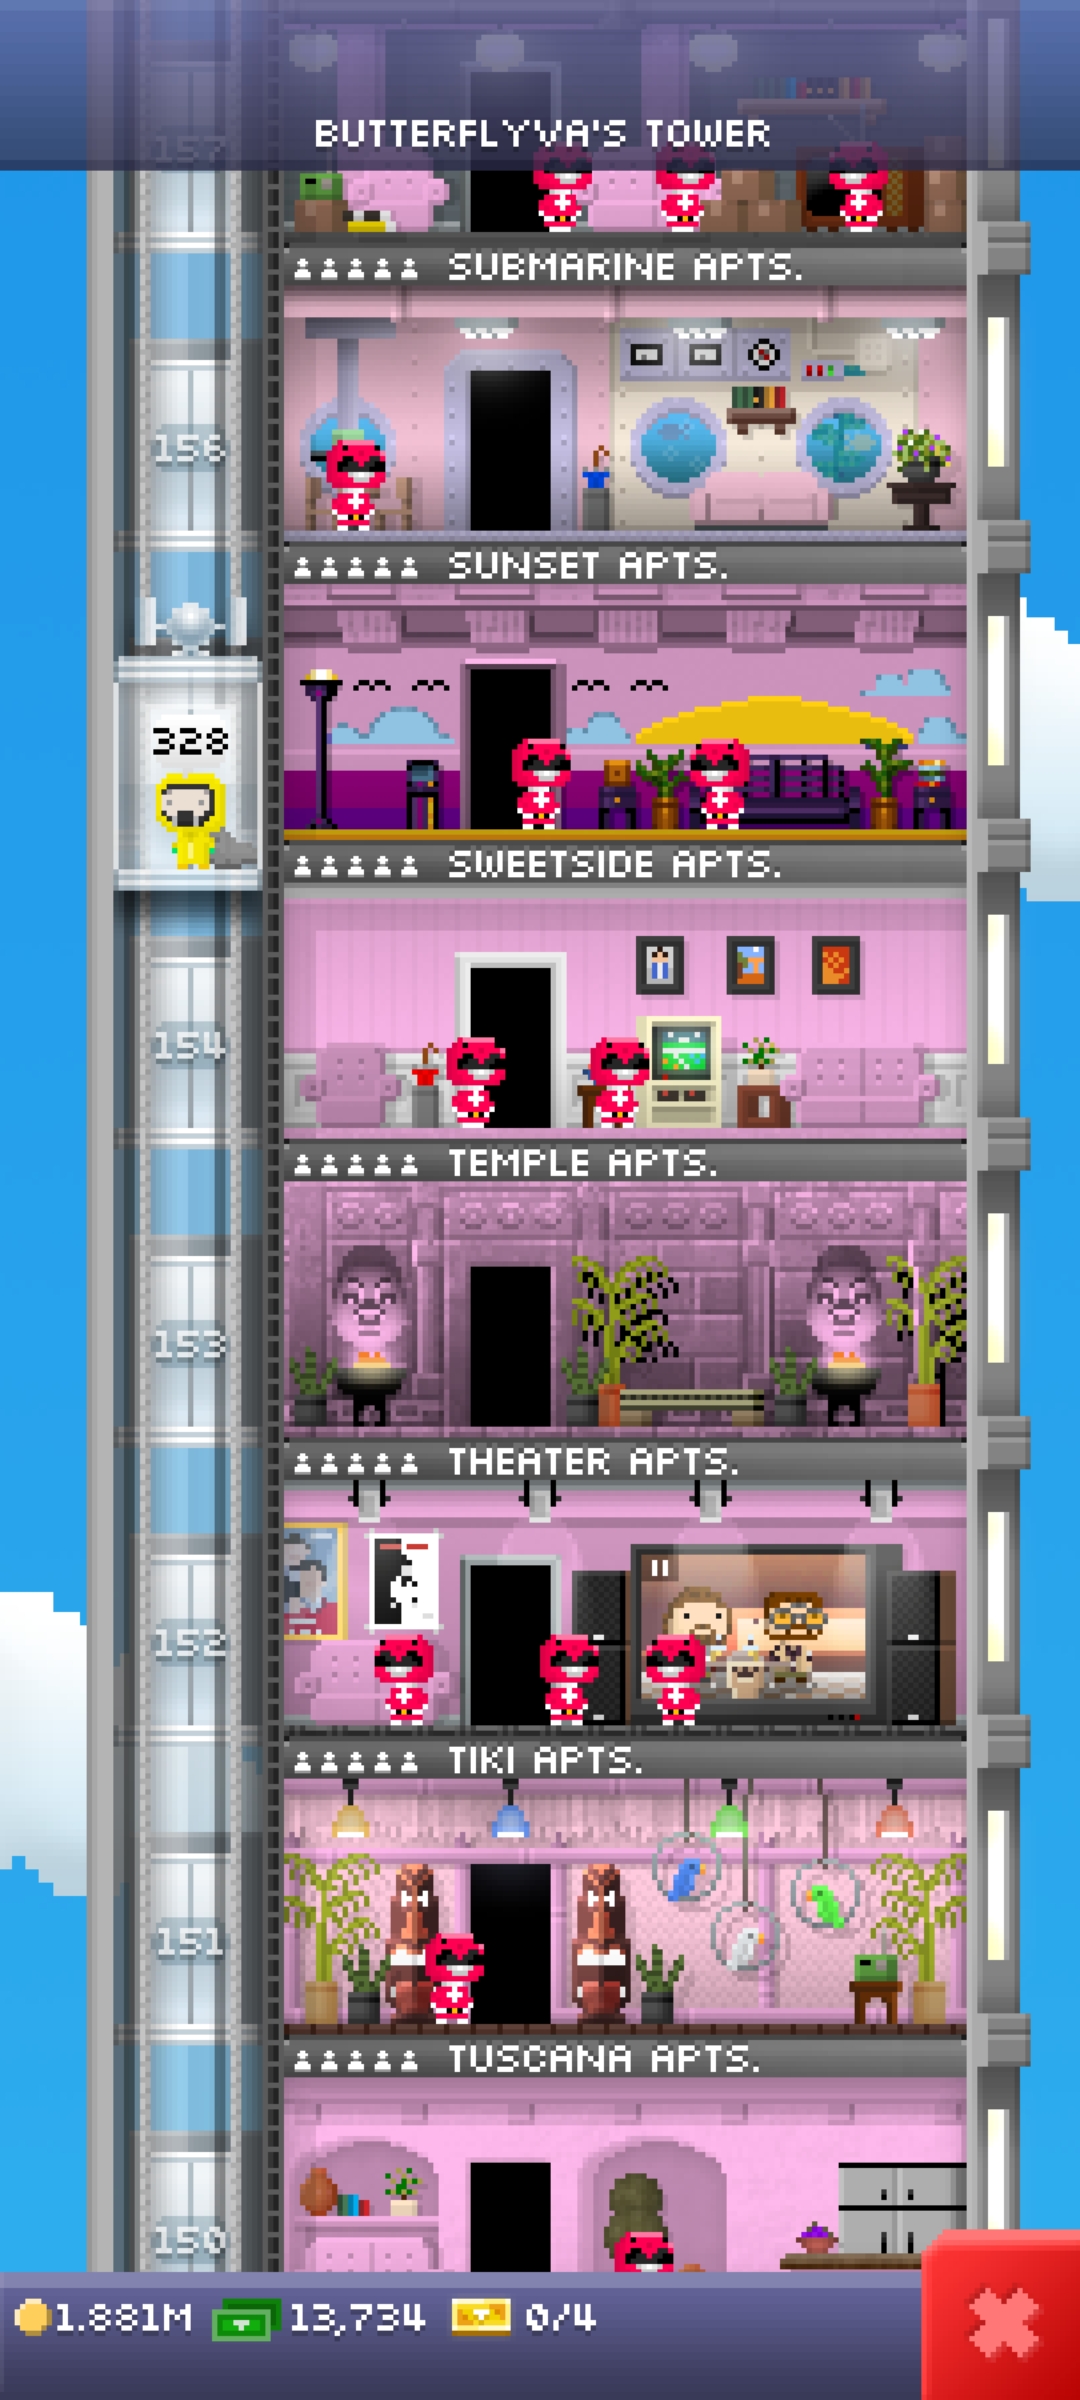 BUTTERFLYVA'S TOWER
157
SUBMARINE APTS.
156
SUNSET APTS.
328
SWEETSIDE APTS.
154
TEMPLE APTS.
153
THEATER APTS.
152
TIKI APTS.
151
TUSCANA APTS.
150
1.881M 13,734 0/4